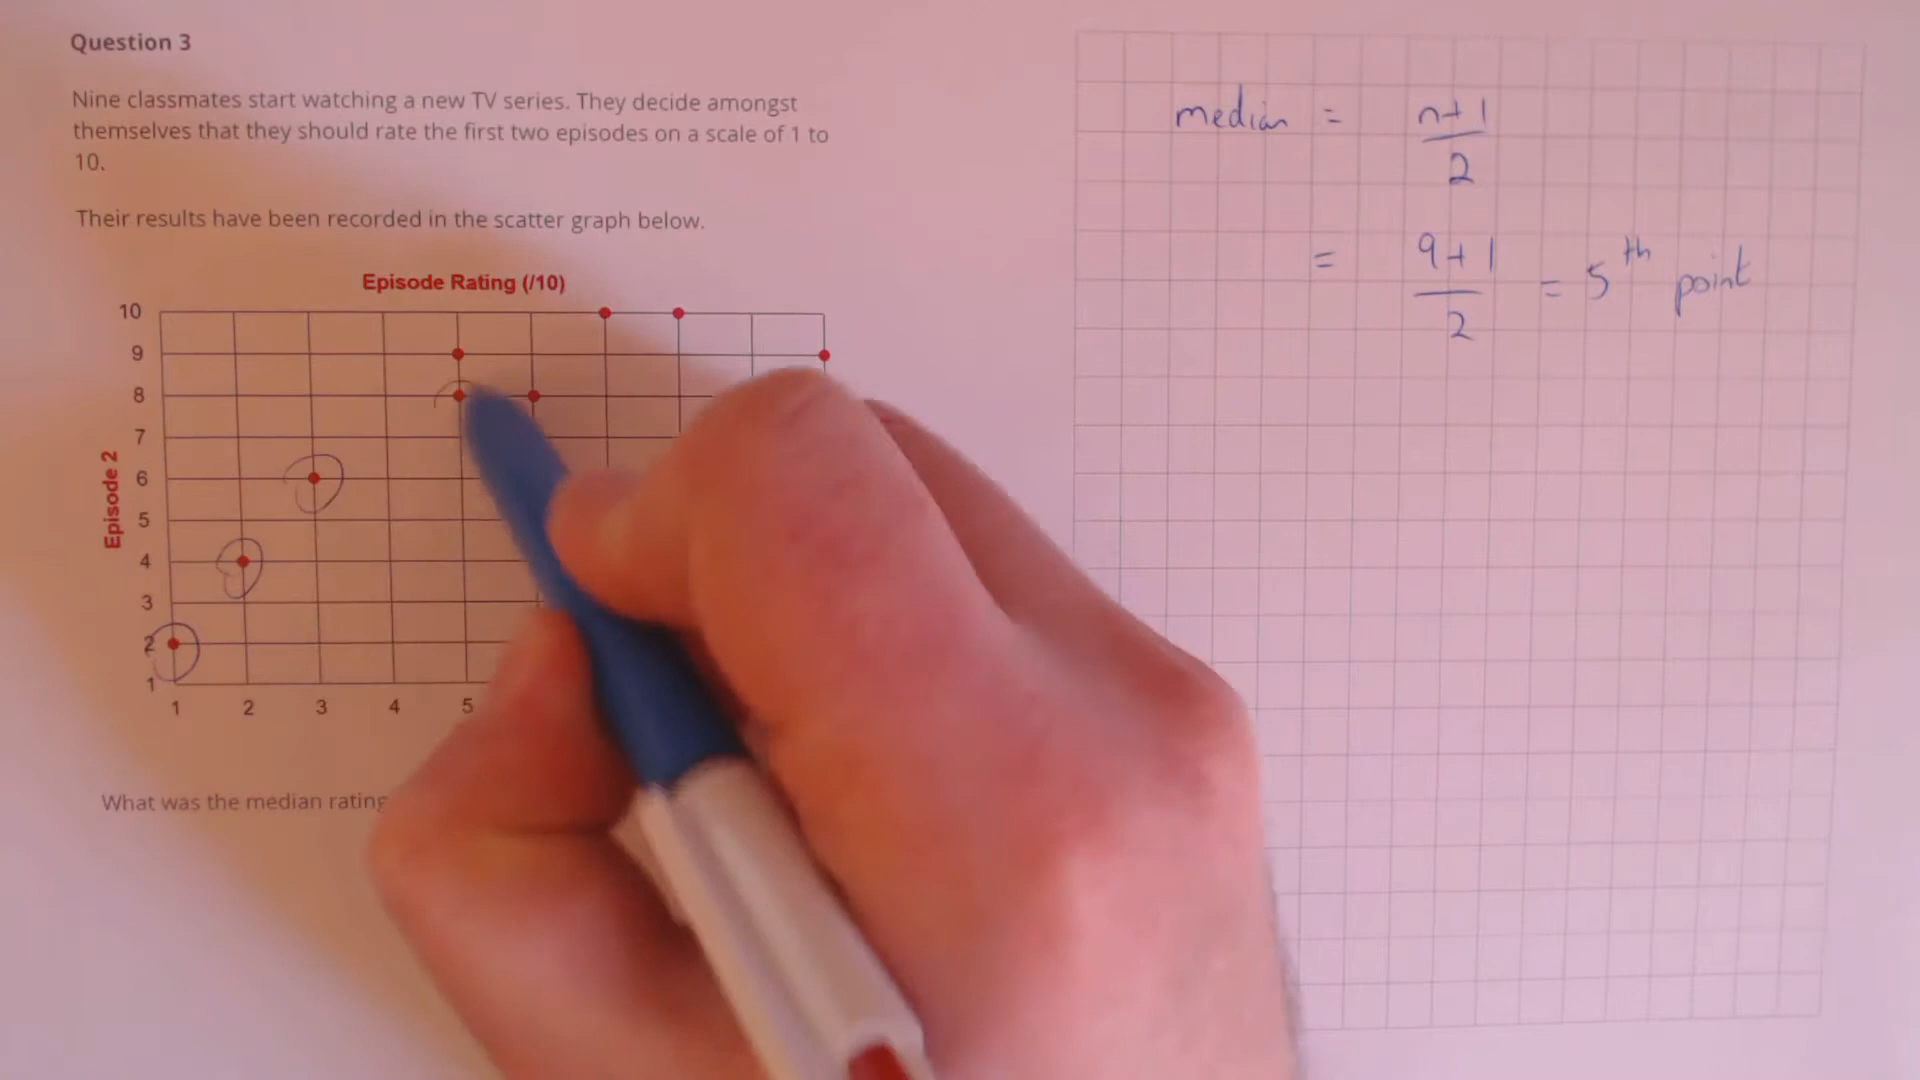 Question 3
Nine classmates start watching a new TV series. They decide amongst
themselves that they should rate the first two episodes on a scale of 1 to
10.
Their results have been recorded in the scatter graph below.
Episode Rating (/10)
10
9
8
7
6
5
4
3
2
1
Episode 2
1 2 3 4 5
What was the median rating
median = n+1
2
= 9+1
2
= 5th point